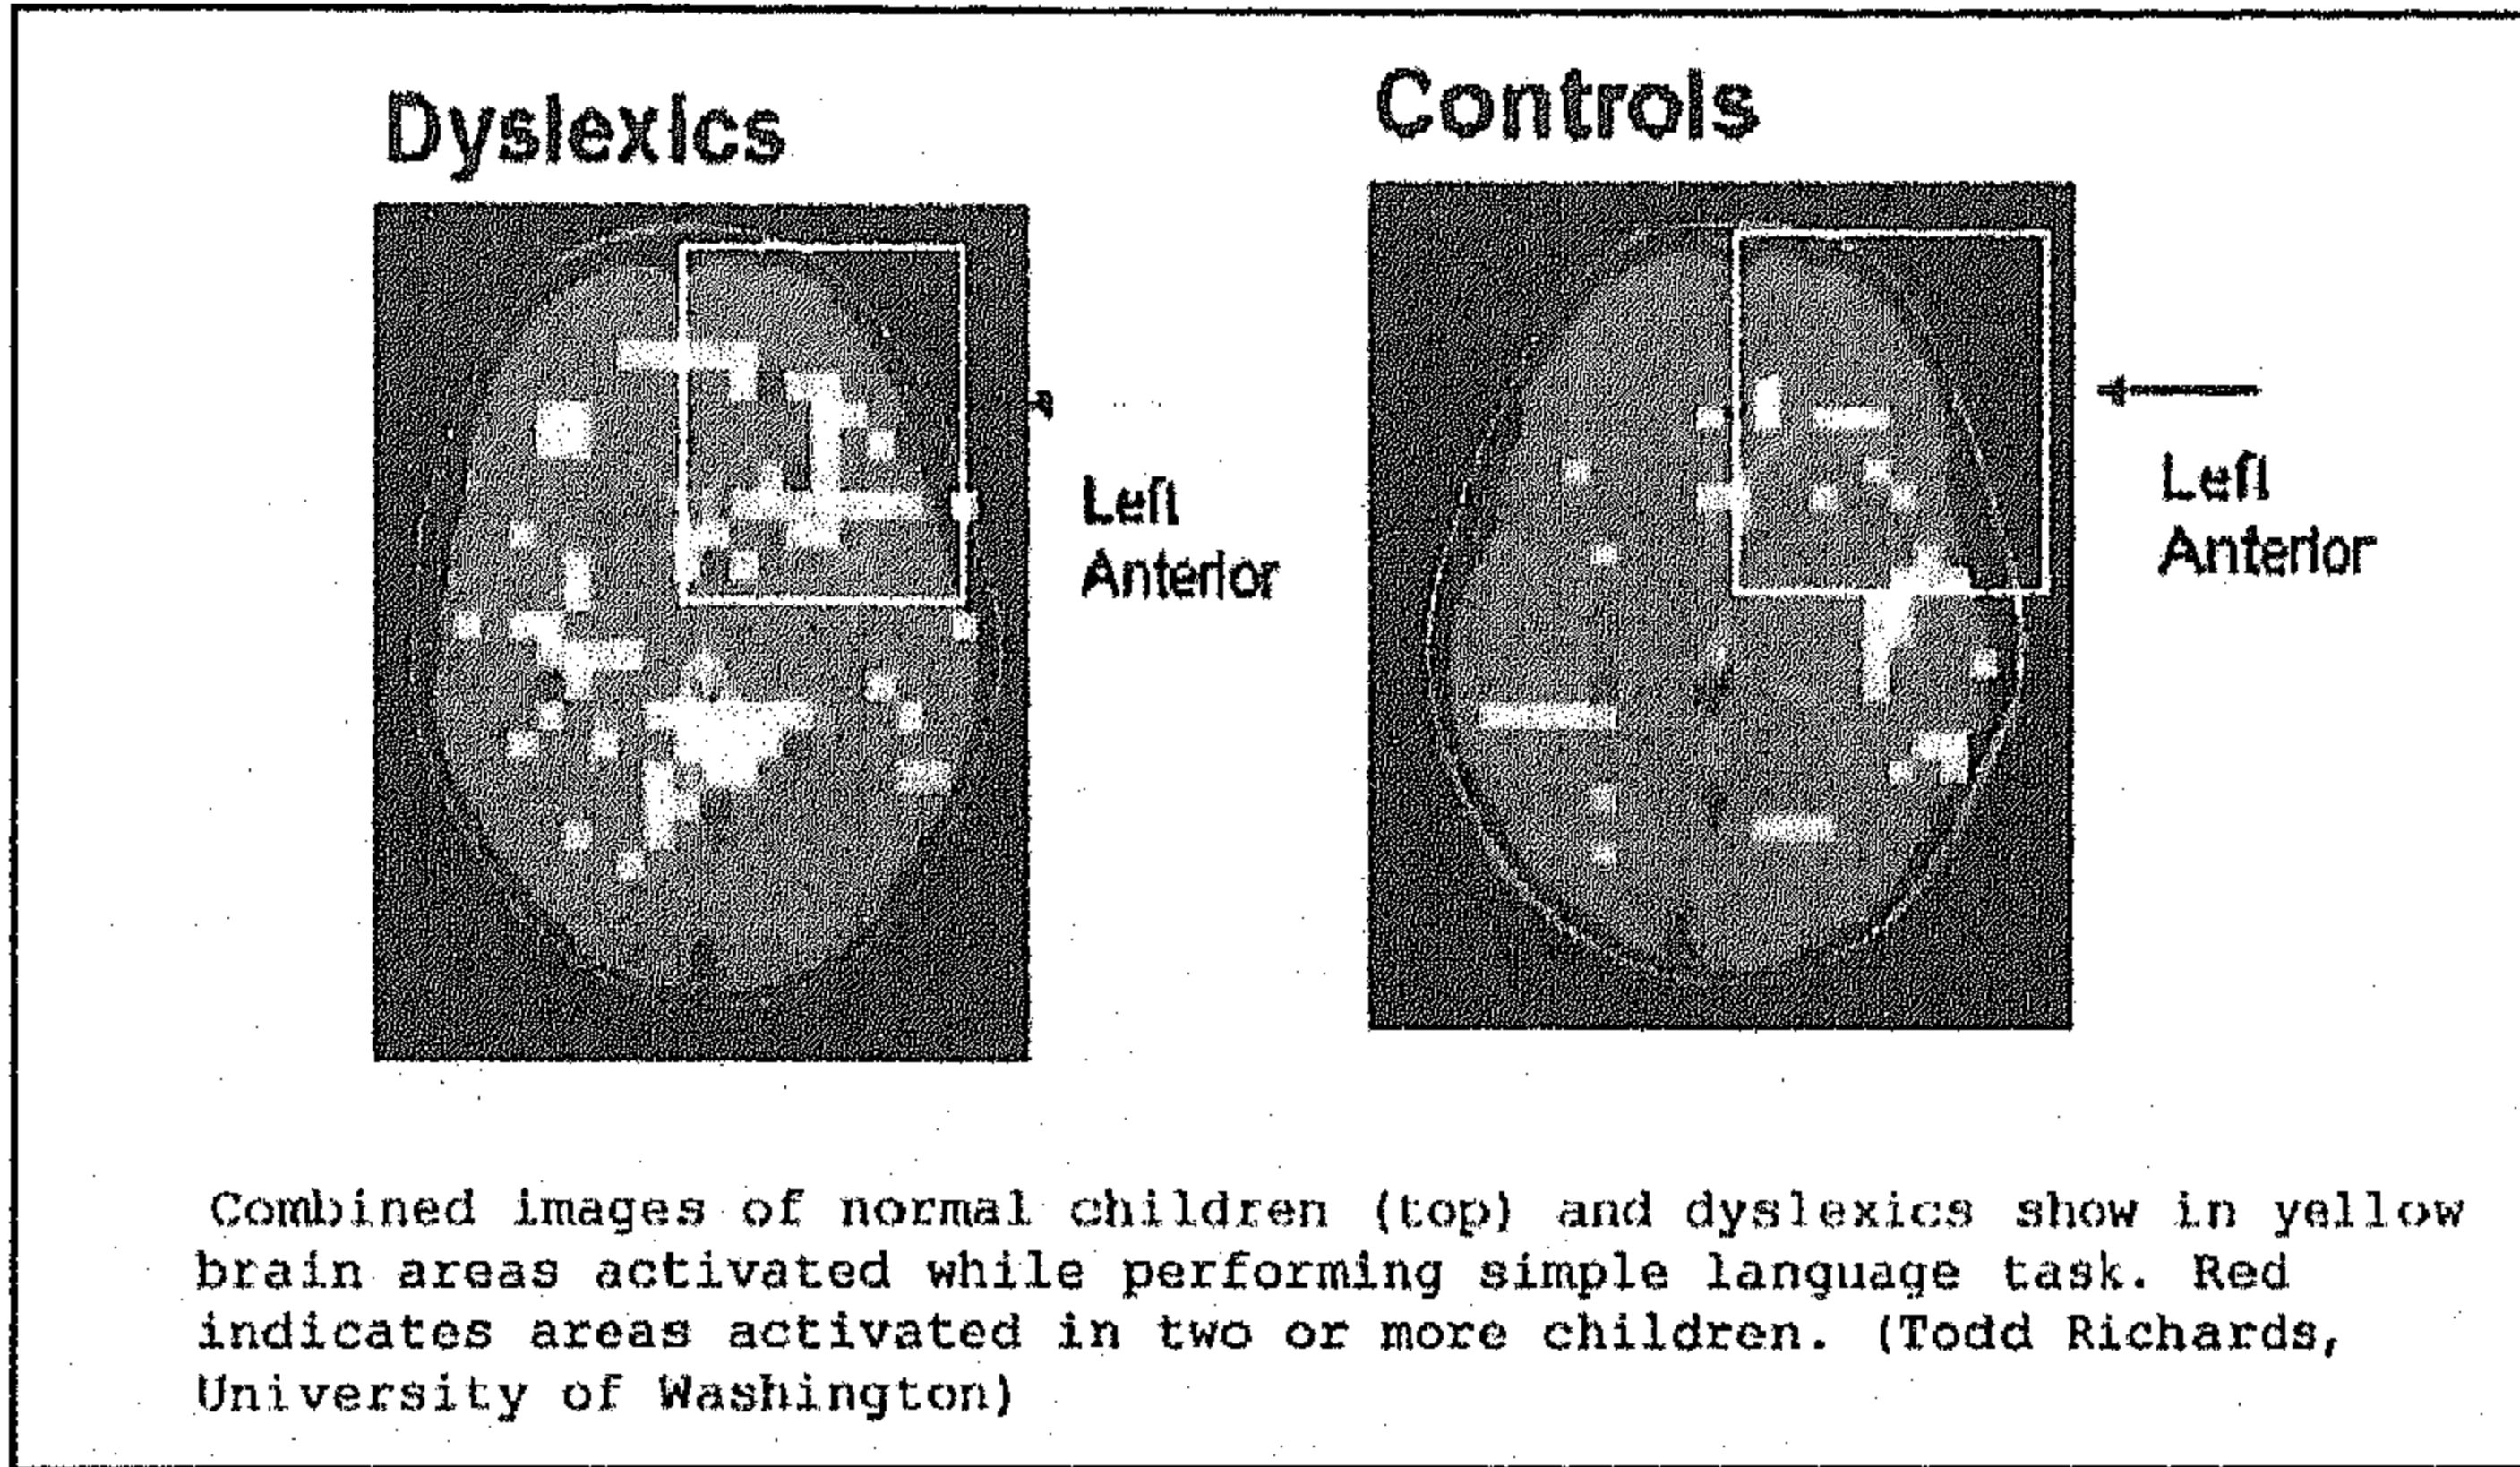 Dyslexics
Controls
Left
Anterior
Left
Anterior
Combined images of normal children (top) and dyslexics show in yellow
brain areas activated while performing simple language task. Red
indicates areas activated in two or more children. (Todd Richards,
University of Washington)